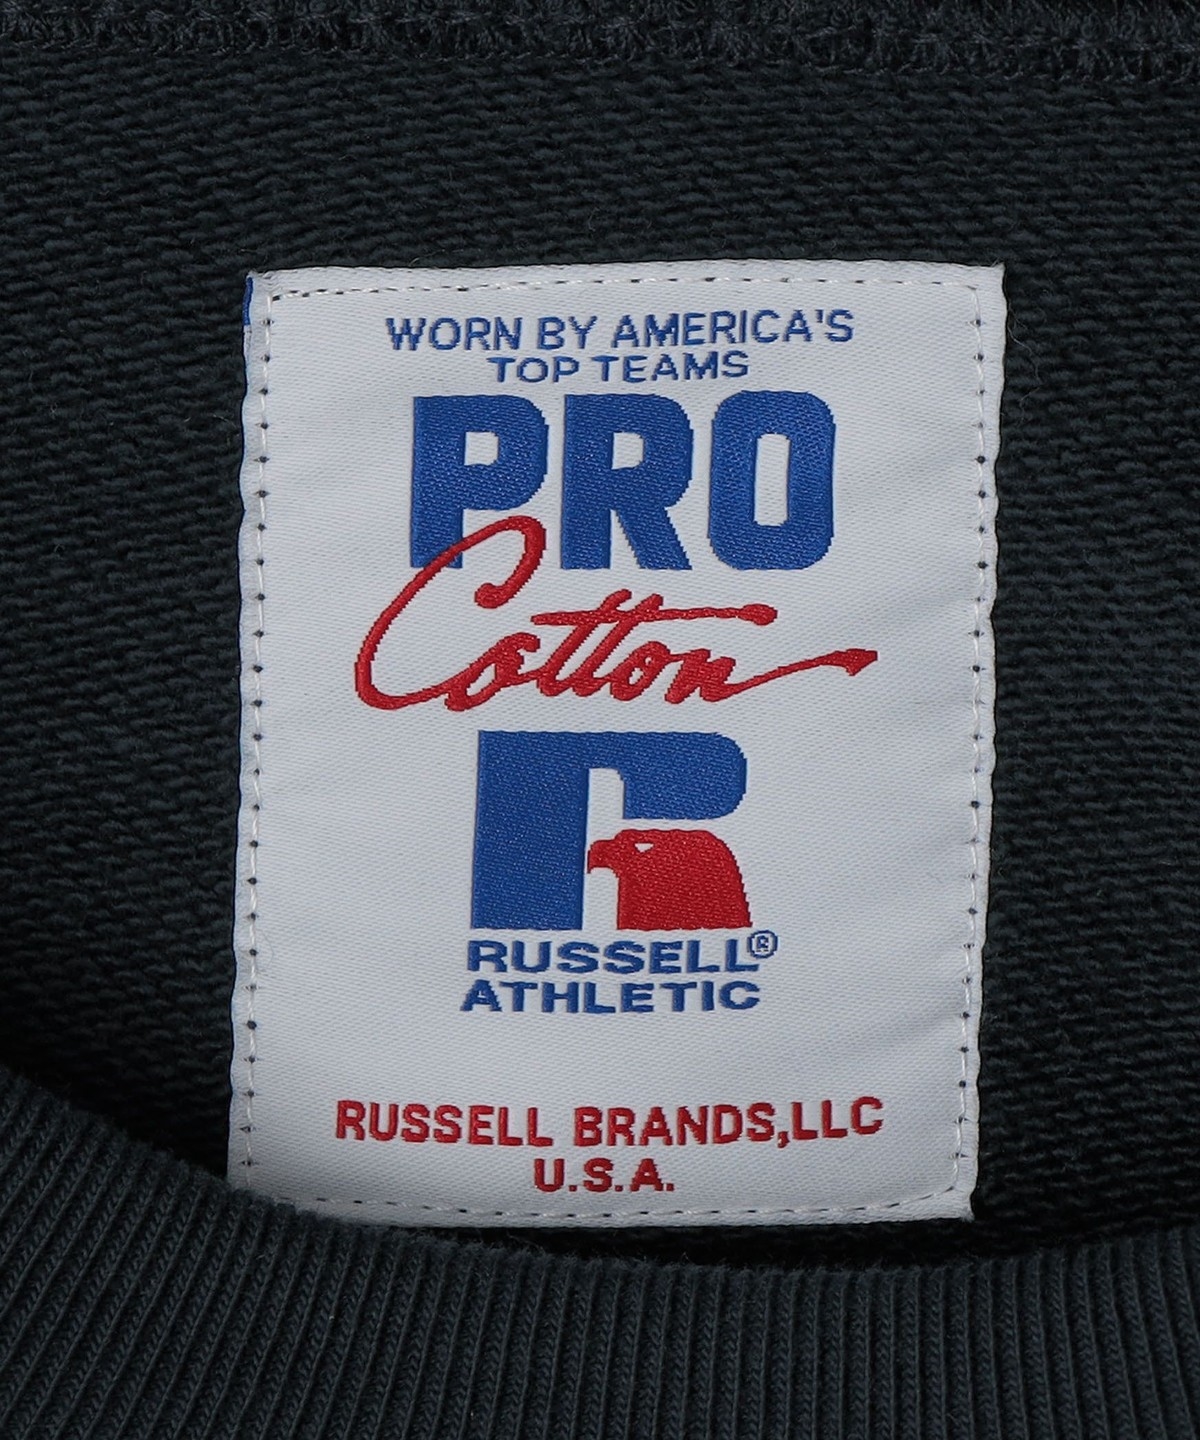 WORN BY AMERICA'S
TOP TEAMS
PRO
Cotton
R
RUSSELL®
ATHLETIC
RUSSELL BRANDS,LLC
U.S.A.